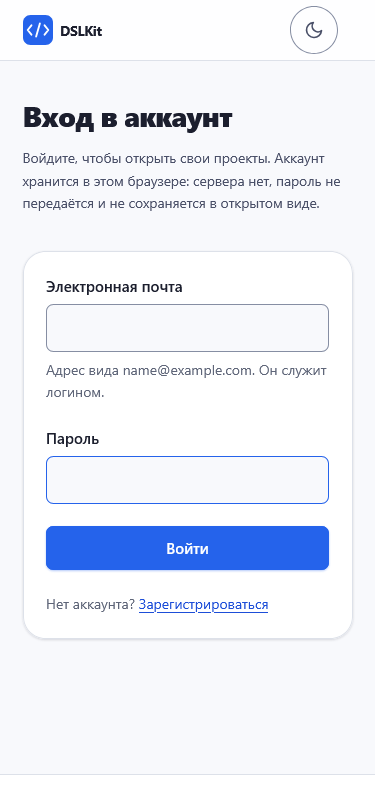 </> DSLKit
Вход в аккаунт
Войдите, чтобы открыть свои проекты. Аккаунт
хранится в этом браузере: сервера нет, пароль не
передаётся и не сохраняется в открытом виде.
Электронная почта
Адрес вида name@example.com. Он служит
логином.
Пароль
Войти
Нет аккаунта? Зарегистрироваться